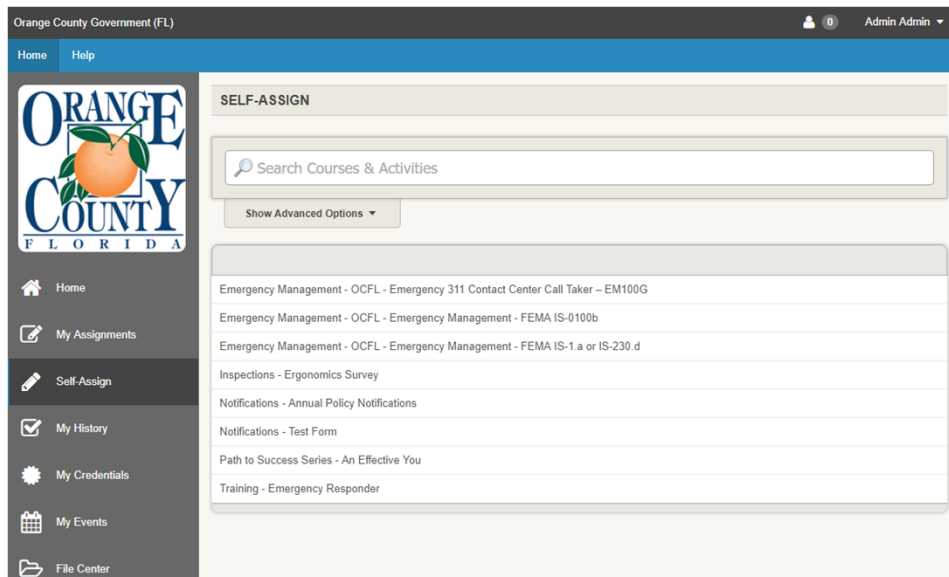 Orange County Government (FL)
0
Admin Admin
Home
Help
ORANGE
COUNTY
FLORIDA
Home
My Assignments
Self-Assign
My History
My Credentials
My Events
File Center
SELF-ASSIGN
Search Courses & Activities
Show Advanced Options
Emergency Management - OCFL - Emergency 311 Contact Center Call Taker – EM100G
Emergency Management - OCFL - Emergency Management - FEMA IS-0100b
Emergency Management - OCFL - Emergency Management - FEMA IS-1.a or IS-230.d
Inspections - Ergonomics Survey
Notifications - Annual Policy Notifications
Notifications - Test Form
Path to Success Series - An Effective You
Training - Emergency Responder